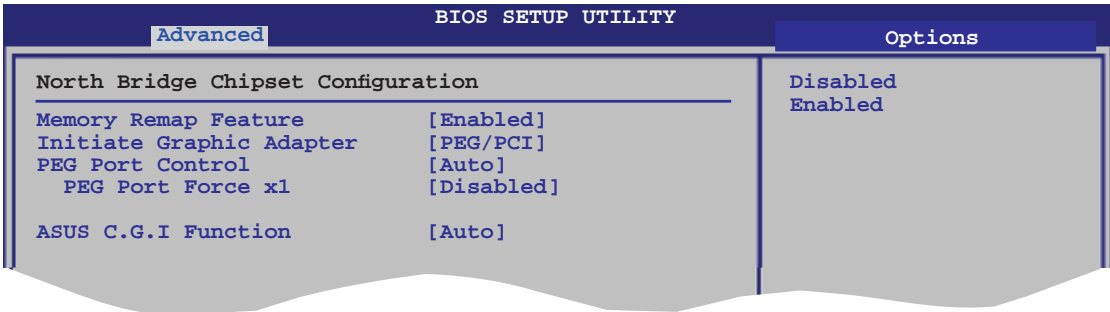 BIOS SETUP UTILITY
Advanced
Options
North Bridge Chipset Configuration
Memory Remap Feature [Enabled]
Initiate Graphic Adapter [PEG/PCI]
PEG Port Control [Auto]
PEG Port Force x1 [Disabled]
ASUS C.G.I Function [Auto]
Disabled
Enabled